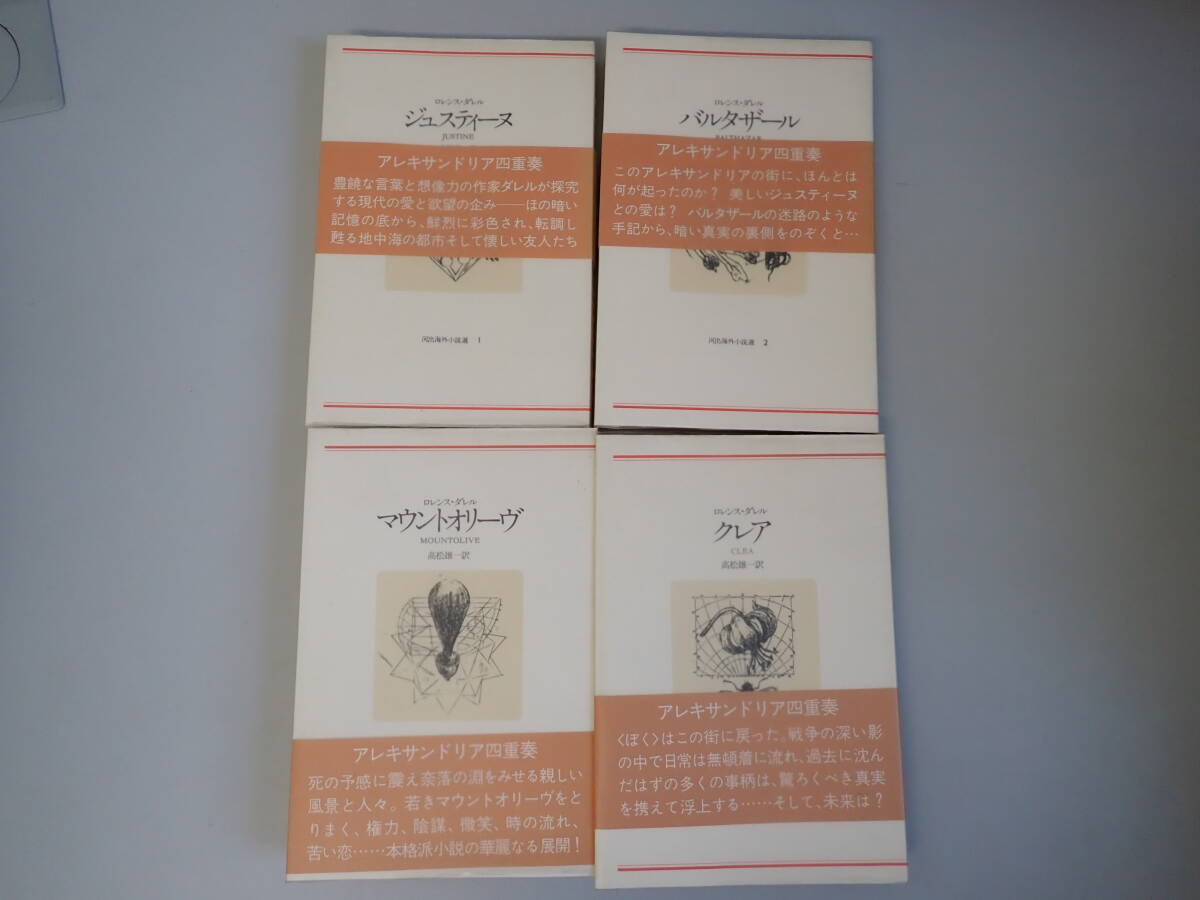 ロレンス・ダレル
ジュスティーヌ
JUSTINE
アレキサンドリア四重奏
豊饒な言葉と想像力の作家ダレルが探究
する現代の愛と欲望の企み——ほの暗い
記憶の底から、鮮烈に彩色され、転調し
甦る地中海の都市そして懐しい友人たち
河出海外小説選 1
ロレンス・ダレル
バルタザール
BALTHAZAR
アレキサンドリア四重奏
このアレキサンドリアの街に、ほんとは
何が起ったのか? 美しいジュスティーヌ
との愛は? バルタザールの迷路のような
手記から、暗い真実の裏側をのぞくと…
河出海外小説選 2
ロレンス・ダレル
マウントオリーヴ
MOUNTOLIVE
高松雄一訳
アレキサンドリア四重奏
死の予感に震え奈落の淵をみせる親しい
風景と人々。若きマウントオリーヴをと
りまく、権力、陰謀、微笑、時の流れ、
苦い恋……本格派小説の華麗なる展開!
ロレンス・ダレル
クレア
CLEA
高松雄一訳
アレキサンドリア四重奏
〈ぼく〉はこの街に戻った。戦争の深い影
の中で日常は無頓着に流れ、過去に沈ん
だはずの多くの事柄は、驚ろくべき真実
を携えて浮上する……そして、未来は?